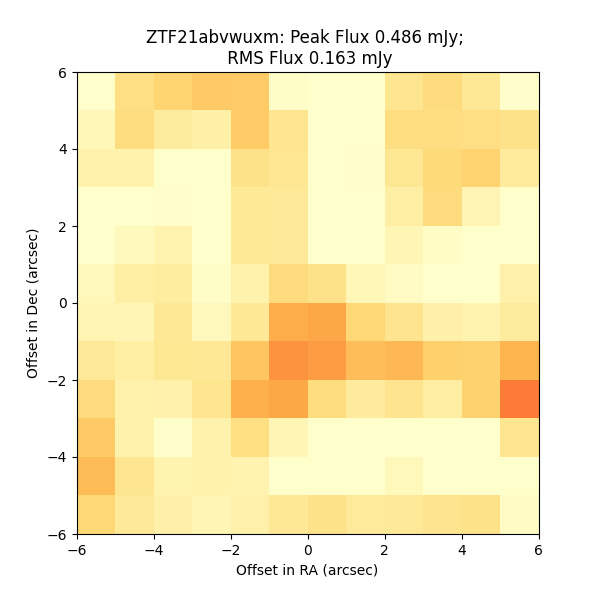 ZTF21abvwuxm: Peak Flux 0.486 mJy;
RMS Flux 0.163 mJy
6
4
2
0
−2
−4
−6
Offset in Dec (arcsec)
−6 −4 −2 0 2 4 6
Offset in RA (arcsec)